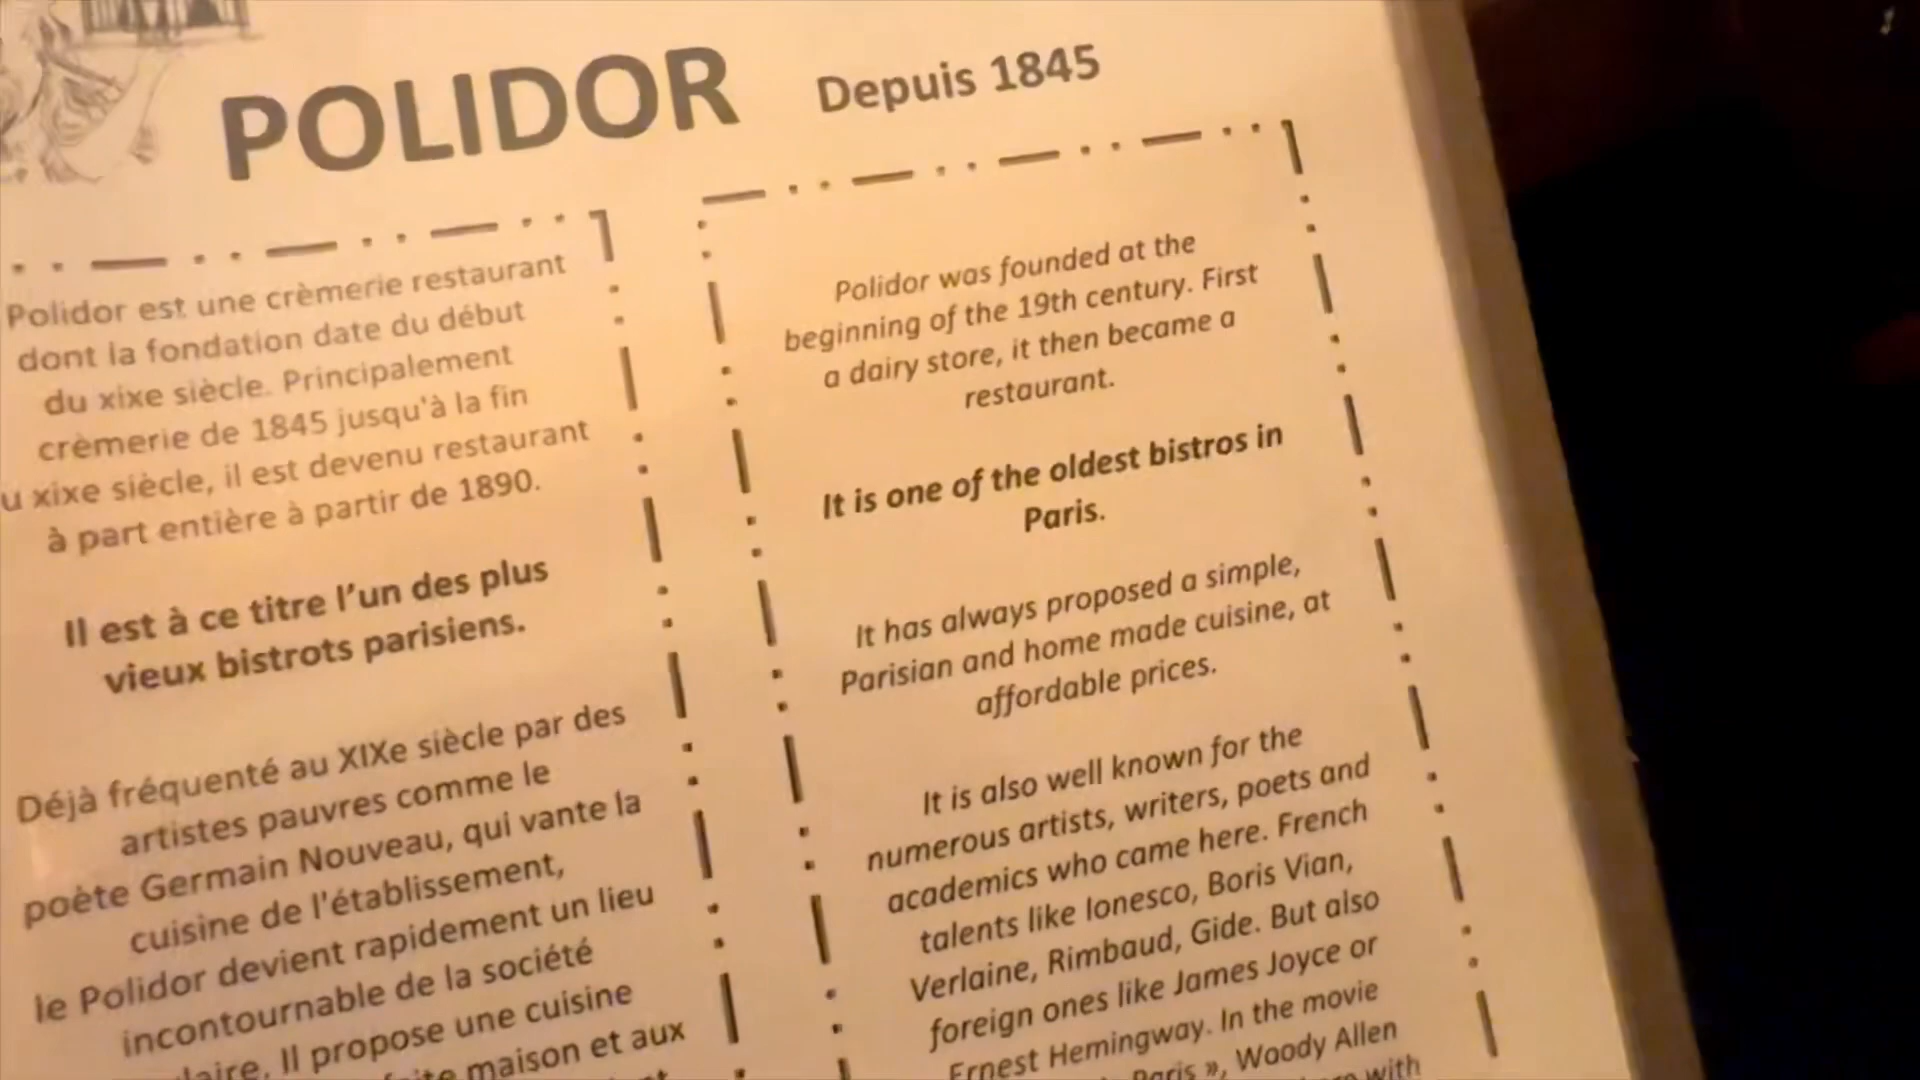 POLIDOR Depuis 1845
Polidor est une crèmerie restaurant
dont la fondation date du début
du xixe siècle. Principalement
crèmerie de 1845 jusqu'à la fin
u xixe siècle, il est devenu restaurant
à part entière à partir de 1890.
Il est à ce titre l’un des plus
vieux bistrots parisiens.
Déjà fréquenté au XIXe siècle par des
artistes pauvres comme le
poète Germain Nouveau, qui vante la
cuisine de l'établissement,
le Polidor devient rapidement un lieu
incontournable de la société
Il propose une cuisine
maison et aux
Polidor was founded at the
beginning of the 19th century. First
a dairy store, it then became a
restaurant.
It is one of the oldest bistros in
Paris.
It has always proposed a simple,
Parisian and home made cuisine, at
affordable prices.
It is also well known for the
numerous artists, writers, poets and
academics who came here. French
talents like Ionesco, Boris Vian,
Verlaine, Rimbaud, Gide. But also
foreign ones like James Joyce or
Ernest Hemingway. In the movie
Paris », Woody Allen
with